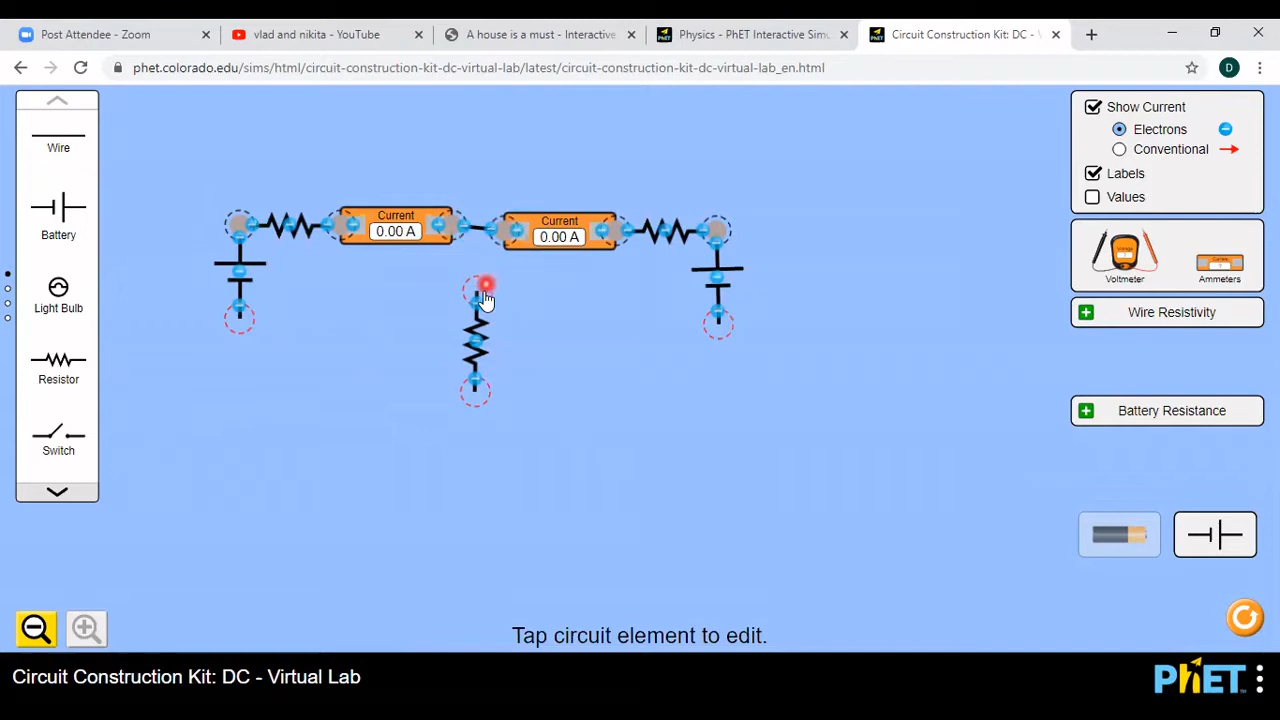 Post Attendee - Zoom
vlad and nikita - YouTube
A house is a must - Interactive
Physics - PhET Interactive Simu
Circuit Construction Kit: DC - V
phet.colorado.edu/sims/html/circuit-construction-kit-dc-virtual-lab/latest/circuit-construction-kit-dc-virtual-lab_en.html
D
Wire
Battery
Light Bulb
Resistor
Switch
Current
0.00 A
Current
0.00 A
Show Current
Electrons
Conventional
Labels
Values
Voltmeter
Ammeters
Wire Resistivity
Battery Resistance
Tap circuit element to edit.
Circuit Construction Kit: DC - Virtual Lab
PhET